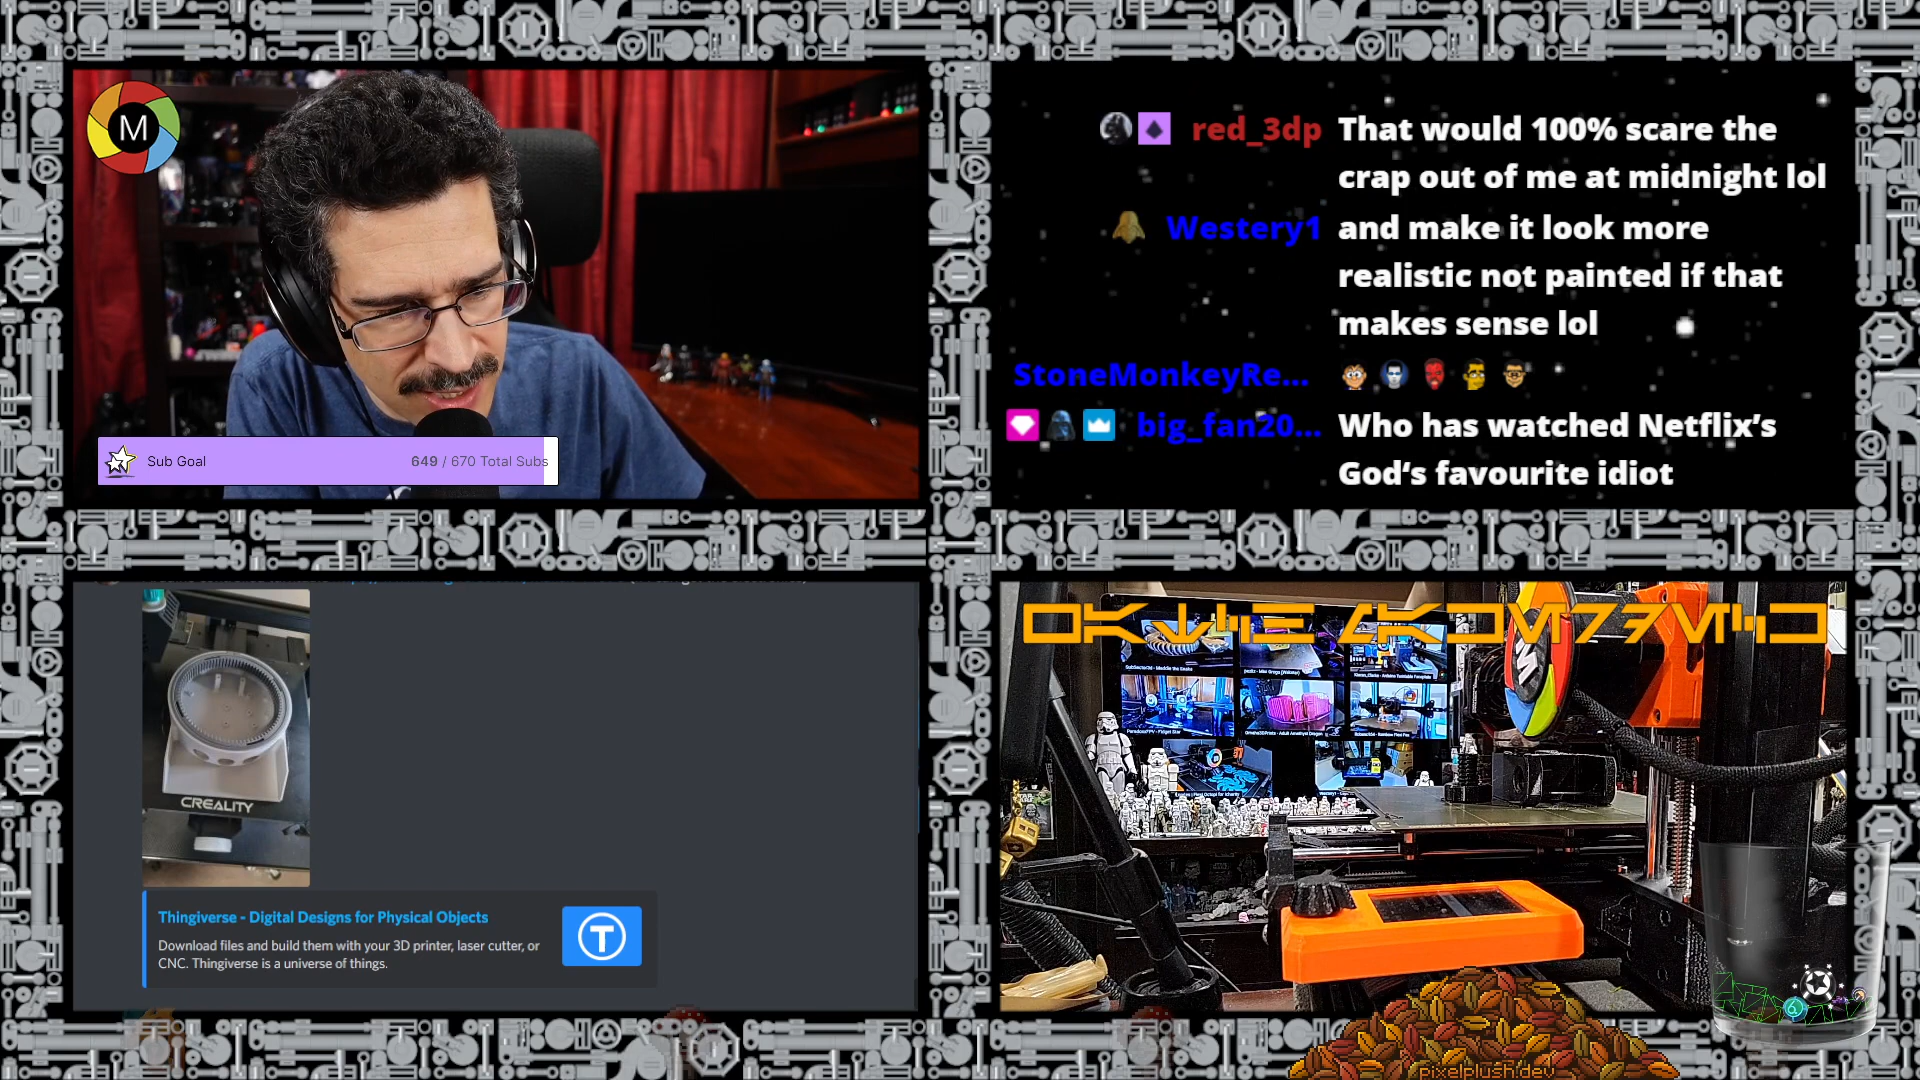 M
Sub Goal
649 / 670 Total Subs
red_3dp That would 100% scare the
crap out of me at midnight lol
Westery1 and make it look more
realistic not painted if that
makes sense lol
StoneMonkeyRe...
big_fan20... Who has watched Netflix’s
God‘s favourite idiot
CREALITY
Thingiverse - Digital Designs for Physical Objects
Download files and build them with your 3D printer, laser cutter, or
CNC. Thingiverse is a universe of things.
T
M
pixelplush.dev